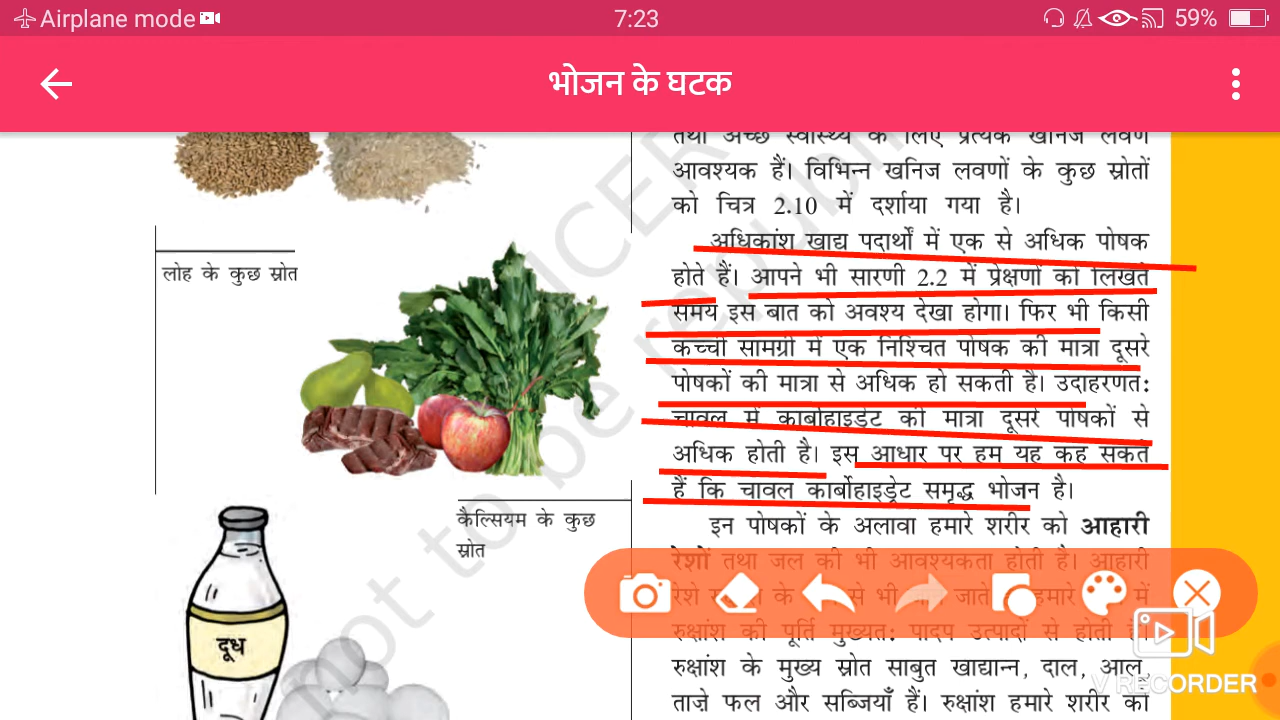 Airplane mode
7:23
59%
भोजन के घटक
तथा अच्छे स्वास्थ्य के लिए प्रत्येक खनिज लवण
आवश्यक हैं। विभिन्न खनिज लवणों के कुछ स्रोतों
को चित्र 2.10 में दर्शाया गया है।
अधिकांश खाद्य पदार्थों में एक से अधिक पोषक
होते हैं। आपने भी सारणी 2.2 में प्रेक्षणों को लिखते
समय इस बात को अवश्य देखा होगा। फिर भी किसी
कच्ची सामग्री में एक निश्चित पोषक की मात्रा दूसरे
पोषकों की मात्रा से अधिक हो सकती है। उदाहरणत:
चावल में कार्बोहाइड्रेट की मात्रा दूसरे पोषकों से
अधिक होती है। इस आधार पर हम यह कह सकते
हैं कि चावल कार्बोहाइड्रेट समृद्ध भोजन है।
इन पोषकों के अलावा हमारे शरीर को आहारी
रेशों तथा जल की भी आवश्यकता होती है। आहारी
रेशे के से भी जाते हमारे में
रुक्षांश की पूर्ति मुख्यत: पादप उत्पादों से होती है।
रुक्षांश के मुख्य स्रोत साबुत खाद्यान्न, दाल, आलू,
ताज़े फल और सब्जियाँ हैं। रुक्षांश हमारे शरीर को
लोह के कुछ स्रोत
कैल्सियम के कुछ
स्रोत
दूध
not to be republi
NCER
V RECORDER